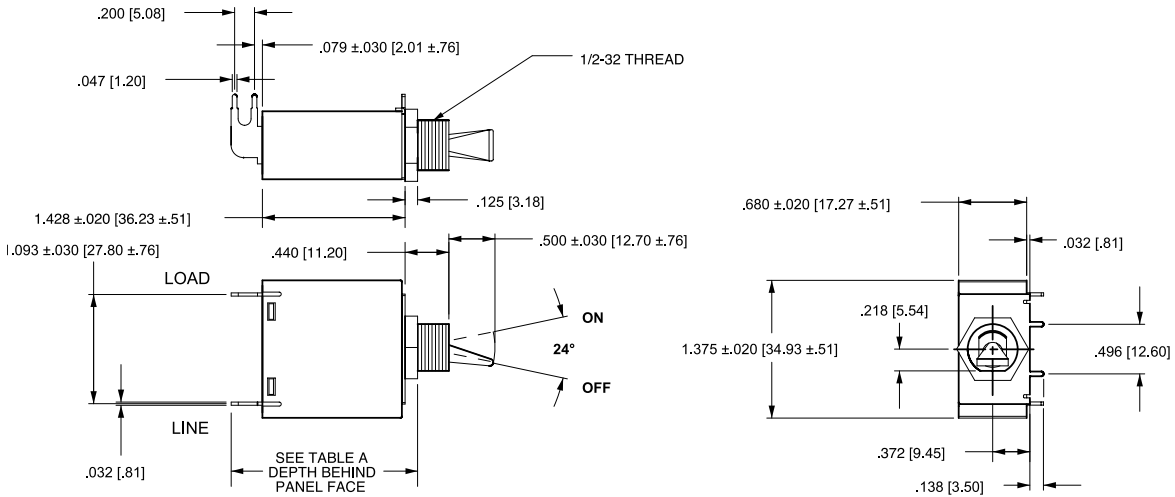 .200 [5.08]
.079 ±.030 [2.01 ±.76]
1/2-32 THREAD
.047 [1.20]
.125 [3.18]
1.428 ±.020 [36.23 ±.51]
.680 ±.020 [17.27 ±.51]
.093 ±.030 [27.80 ±.76]
.440 [11.20]
.500 ±.030 [12.70 ±.76]
.032 [.81]
LOAD
ON
.218 [5.54]
24°
1.375 ±.020 [34.93 ±.51]
.496 [12.60]
OFF
LINE
.032 [.81]
SEE TABLE A
DEPTH BEHIND
PANEL FACE
.372 [9.45]
.138 [3.50]